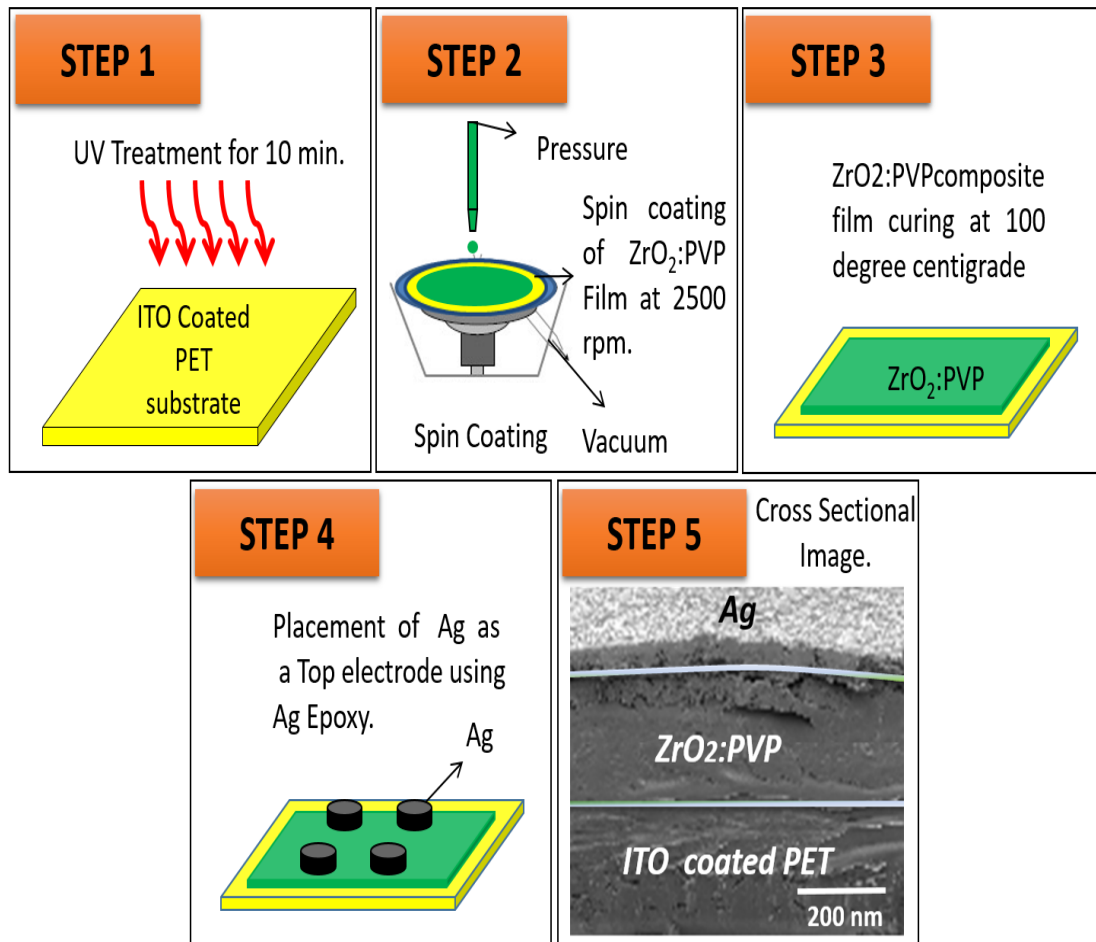 STEP 1
UV Treatment for 10 min.
ITO Coated
PET
substrate
STEP 2
Pressure
Spin coating
of ZrO₂:PVP
Film at 2500
rpm.
Spin Coating
Vacuum
STEP 3
ZrO2:PVPcomposite
film curing at 100
degree centigrade
ZrO₂:PVP
STEP 4
Placement of Ag as
a Top electrode using
Ag Epoxy.
Ag
STEP 5
Cross Sectional
Image.
Ag
ZrO2:PVP
ITO coated PET
200 nm